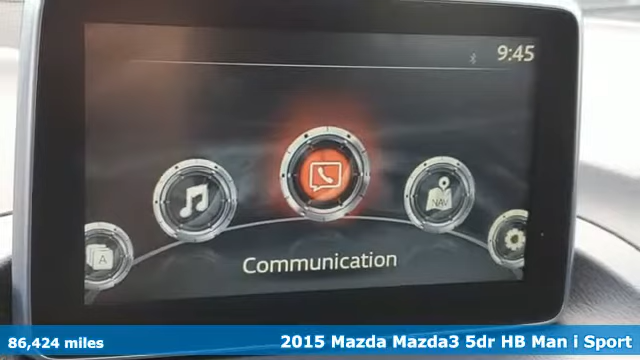 9:45
NAV
A
Communication
86,424 miles
2015 Mazda Mazda3 5dr HB Man i Sport